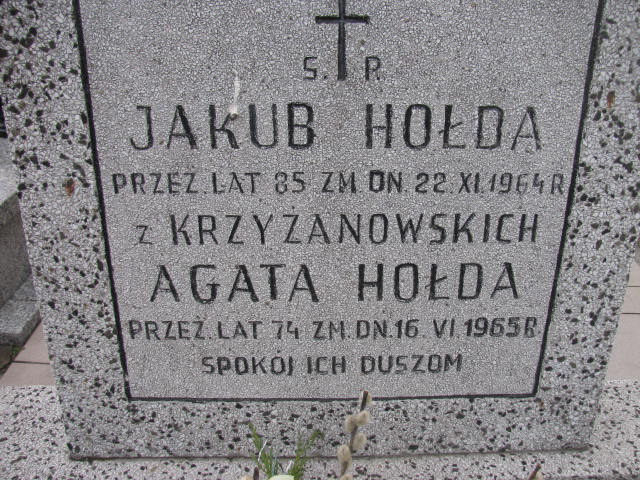 Ś. P.
JAKUB HOŁDA
PRZEŻ. LAT 85 ZM. DN. 22. XI. 1964 R
z KRZYŻANOWSKICH
AGATA HOŁDA
PRZEŻ. LAT 74 ZM. DN. 16. VI. 1965 R.
SPOKÓJ ICH DUSZOM